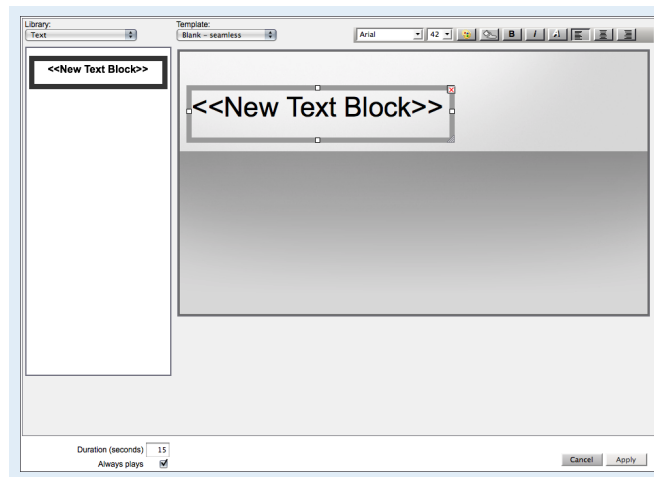 Library:
Template:
Text
Blank - seamless
Arial
42
B
I
A
<<New Text Block>>
<<New Text Block>>
Duration (seconds) 15
Always plays
Cancel
Apply